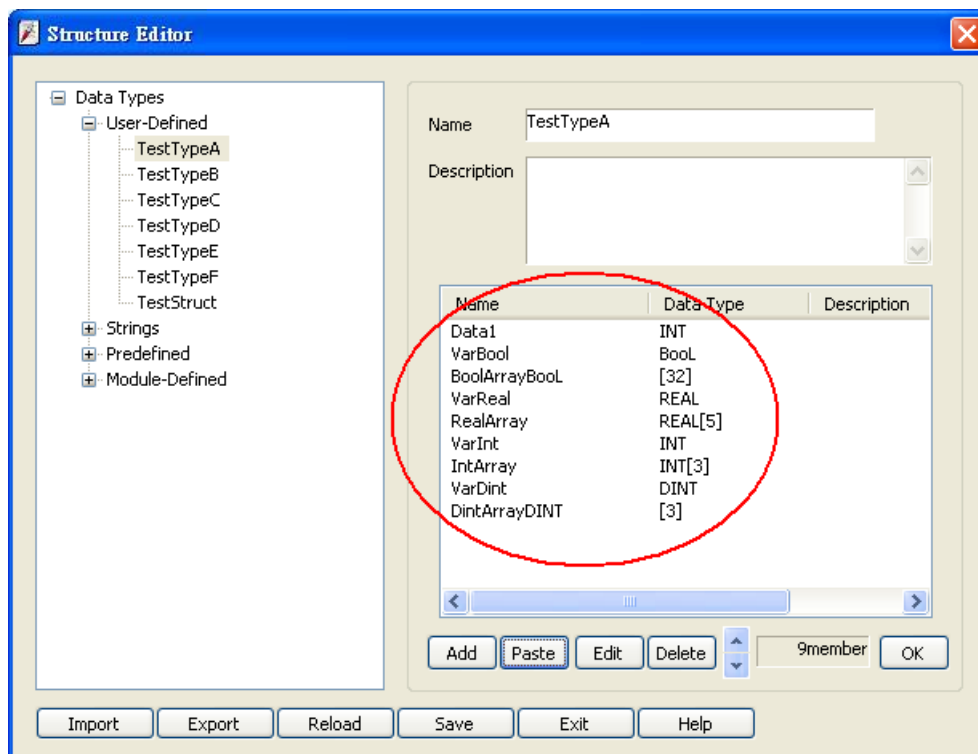 Structure Editor
Data Types
User-Defined
TestTypeA
TestTypeB
TestTypeC
TestTypeD
TestTypeE
TestTypeF
TestStruct
Strings
Predefined
Module-Defined
Name TestTypeA
Description
Name Data Type Description
Data1 INT
VarBool BooL
BoolArrayBooL [32]
VarReal REAL
RealArray REAL[5]
VarInt INT
IntArray INT[3]
VarDint DINT
DintArrayDINT [3]
Add Paste Edit Delete 9member OK
Import Export Reload Save Exit Help